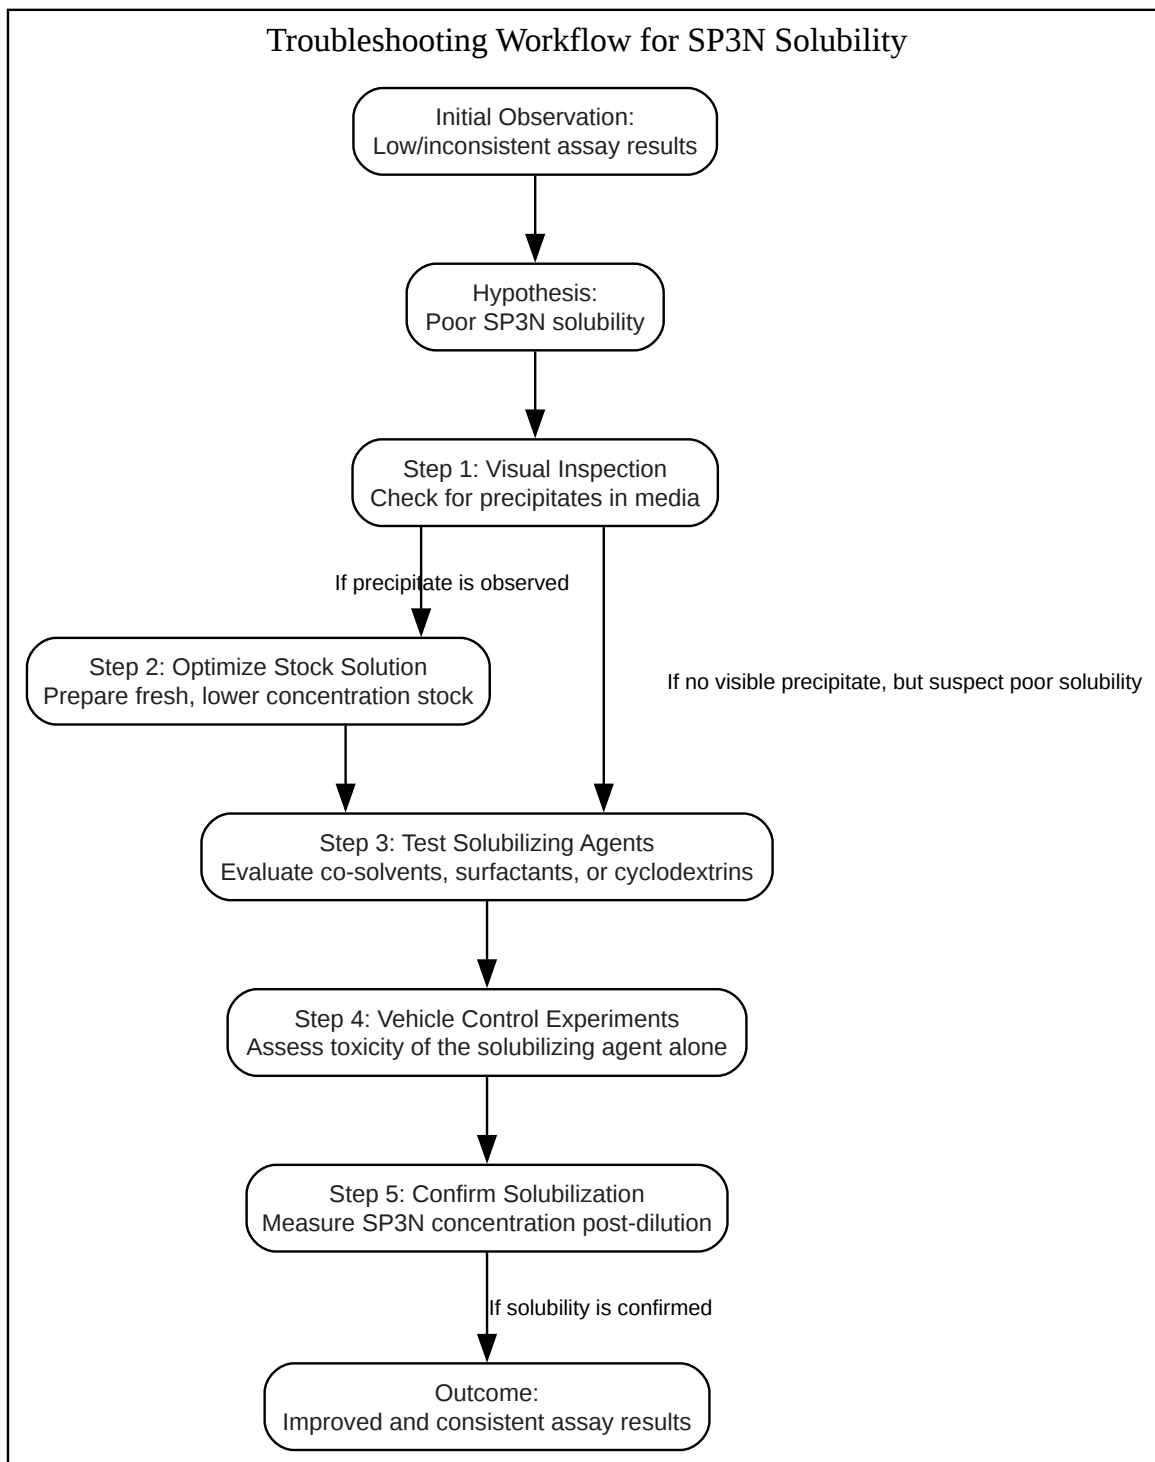 Troubleshooting Workflow for SP3N Solubility
Initial Observation:
Low/inconsistent assay results
Hypothesis:
Poor SP3N solubility
Step 1: Visual Inspection
Check for precipitates in media
If precipitate is observed
Step 2: Optimize Stock Solution
Prepare fresh, lower concentration stock
If no visible precipitate, but suspect poor solubility
Step 3: Test Solubilizing Agents
Evaluate co-solvents, surfactants, or cyclodextrins
Step 4: Vehicle Control Experiments
Assess toxicity of the solubilizing agent alone
Step 5: Confirm Solubilization
Measure SP3N concentration post-dilution
If solubility is confirmed
Outcome:
Improved and consistent assay results